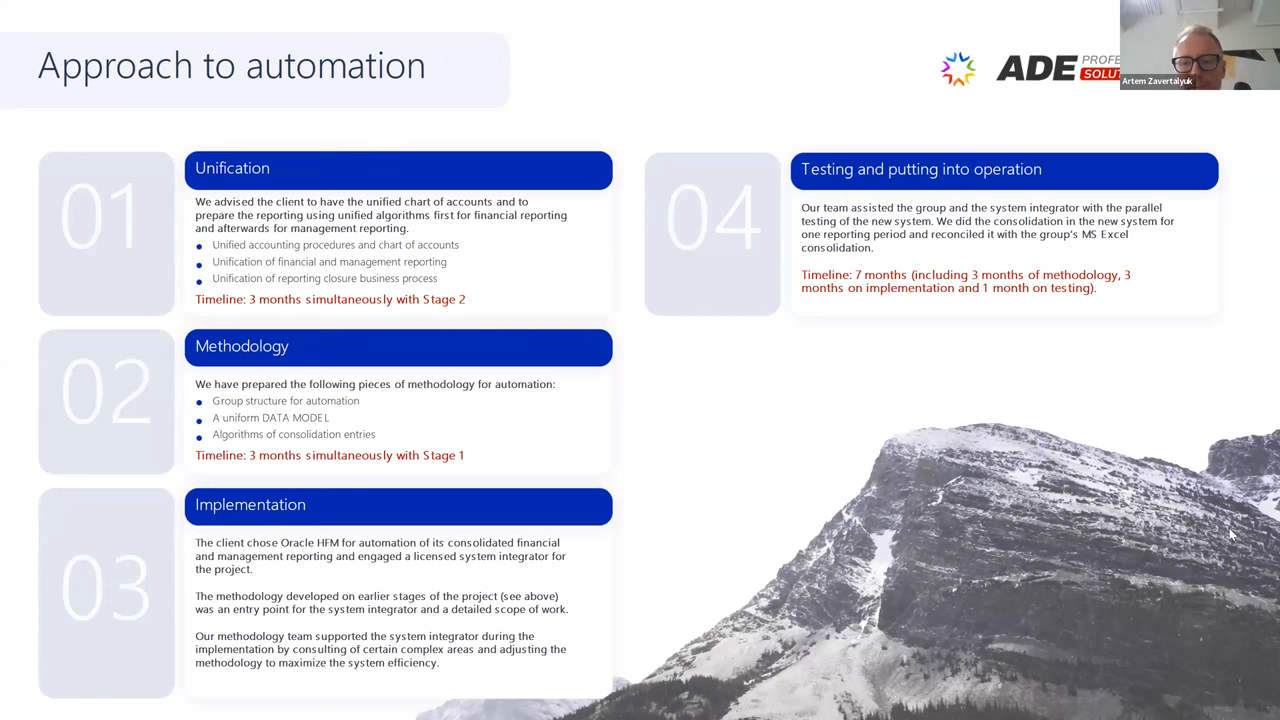 Approach to automation
ADE
Artem Zavertalyuk
01
Unification
We advised the client to have the unified chart of accounts and to
prepare the reporting using unified algorithms first for financial reporting
and afterwards for management reporting.
Unified accounting procedures and chart of accounts
Unification of financial and management reporting
Unification of reporting closure business process
Timeline: 3 months simultaneously with Stage 2
02
Methodology
We have prepared the following pieces of methodology for automation:
Group structure for automation
A uniform DATA MODEL
Algorithms of consolidation entries
Timeline: 3 months simultaneously with Stage 1
03
Implementation
The client chose Oracle HFM for automation of its consolidated financial
and management reporting and engaged a licensed system integrator for
the project.
The methodology developed on earlier stages of the project (see above)
was an entry point for the system integrator and a detailed scope of work.
Our methodology team supported the system integrator during the
implementation by consulting of certain complex areas and adjusting the
methodology to maximize the system efficiency.
04
Testing and putting into operation
Our team assisted the group and the system integrator with the parallel
testing of the new system. We did the consolidation in the new system for
one reporting period and reconciled it with the group's MS Excel
consolidation.
Timeline: 7 months (including 3 months of methodology, 3
months on implementation and 1 month on testing).